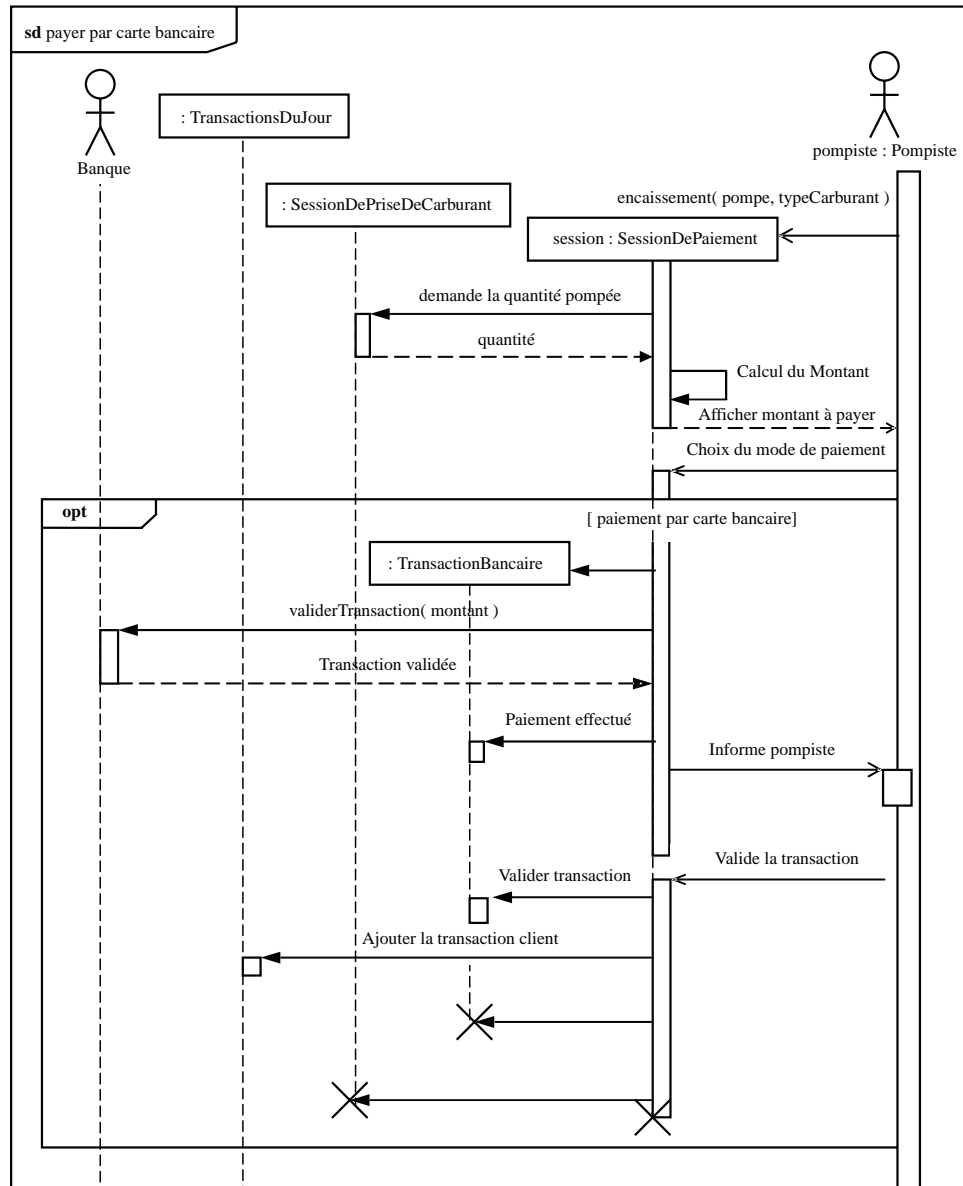 sd payer par carte bancaire
: TransactionsDuJour
Banque
pompiste : Pompiste
: SessionDePriseDeCarburant
encaissement( pompe, typeCarburant )
session : SessionDePaiement
demande la quantité pompée
quantité
Calcul du Montant
Afficher montant à payer
Choix du mode de paiement
opt
[ paiement par carte bancaire]
: TransactionBancaire
validerTransaction( montant )
Transaction validée
Paiement effectué
Informe pompiste
Valide la transaction
Valider transaction
Ajouter la transaction client